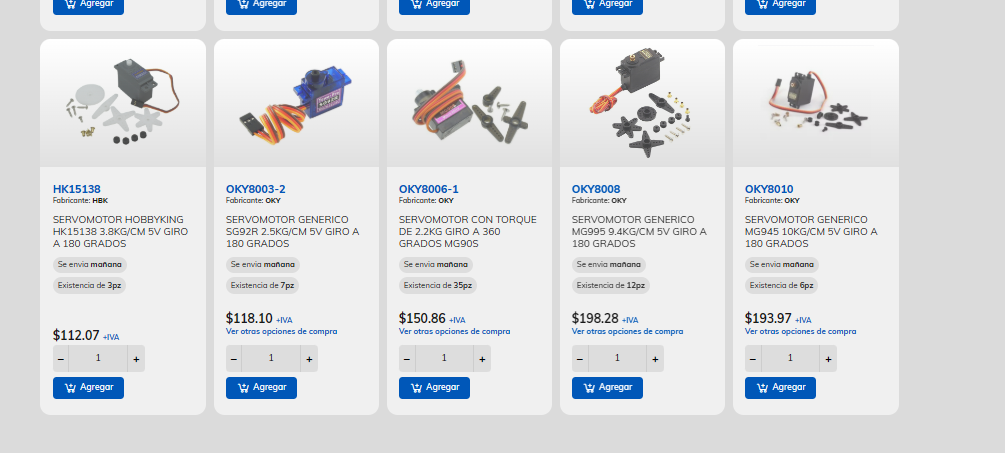 Agregar
Agregar
Agregar
Agregar
Agregar
HK15138
Fabricante: HBK
SERVOMOTOR HOBBYKING
HK15138 3.8KG/CM 5V GIRO
A 180 GRADOS
Se envia mañana
Existencia de 3pz
$112.07 +IVA
− 1 +
Agregar
OKY8003-2
Fabricante: OKY
SERVOMOTOR GENERICO
SG92R 2.5KG/CM 5V GIRO A
180 GRADOS
Se envia mañana
Existencia de 7pz
$118.10 +IVA
Ver otras opciones de compra
− 1 +
Agregar
OKY8006-1
Fabricante: OKY
SERVOMOTOR CON TORQUE
DE 2.2KG GIRO A 360
GRADOS MG90S
Se envia mañana
Existencia de 35pz
$150.86 +IVA
Ver otras opciones de compra
− 1 +
Agregar
OKY8008
Fabricante: OKY
SERVOMOTOR GENERICO
MG995 9.4KG/CM 5V GIRO A
180 GRADOS
Se envia mañana
Existencia de 12pz
$198.28 +IVA
Ver otras opciones de compra
− 1 +
Agregar
OKY8010
Fabricante: OKY
SERVOMOTOR GENERICO
MG945 10KG/CM 5V GIRO A
180 GRADOS
Se envia mañana
Existencia de 6pz
$193.97 +IVA
Ver otras opciones de compra
− 1 +
Agregar